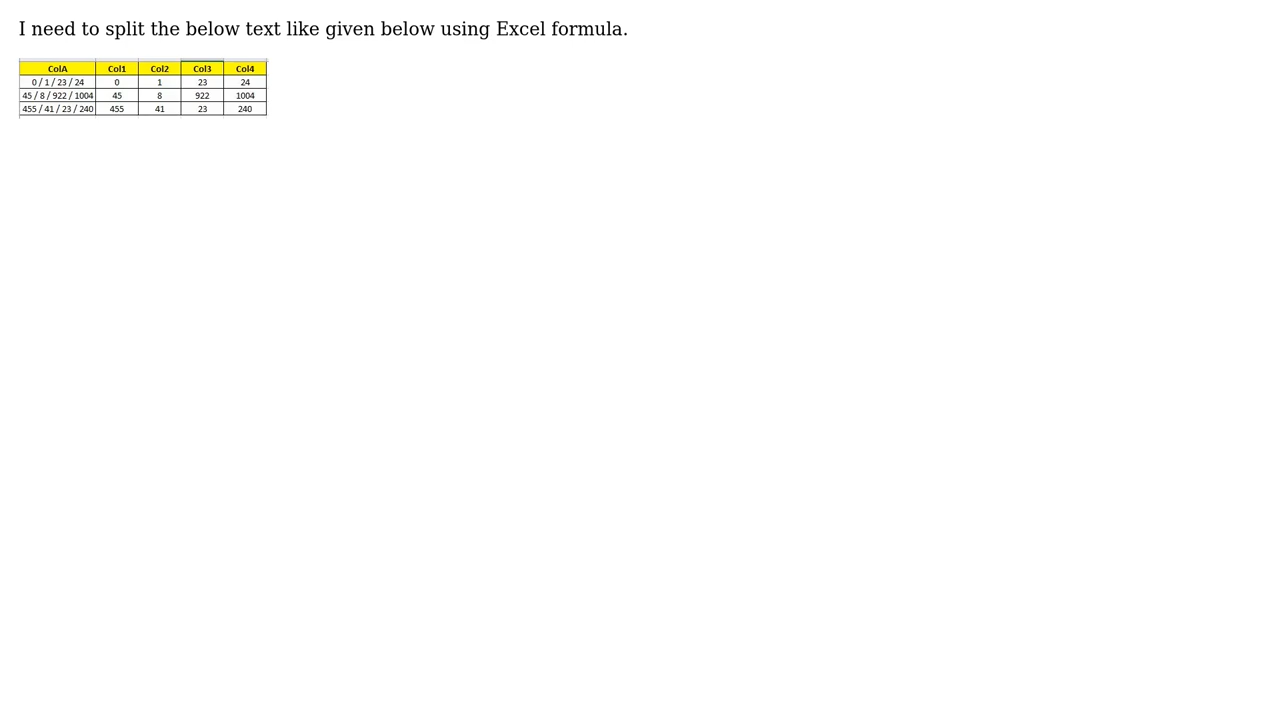 I need to split the below text like given below using Excel formula.
ColA Col1 Col2 Col3 Col4
0 / 1 / 23 / 24 0 1 23 24
45 / 8 / 922 / 1004 45 8 922 1004
455 / 41 / 23 / 240 455 41 23 240